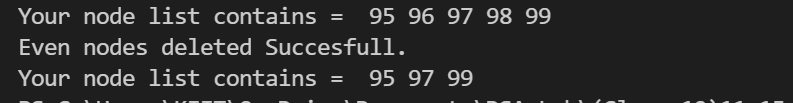 Your node list contains =  95 96 97 98 99
Even nodes deleted Succesfull.
Your node list contains =  95 97 99